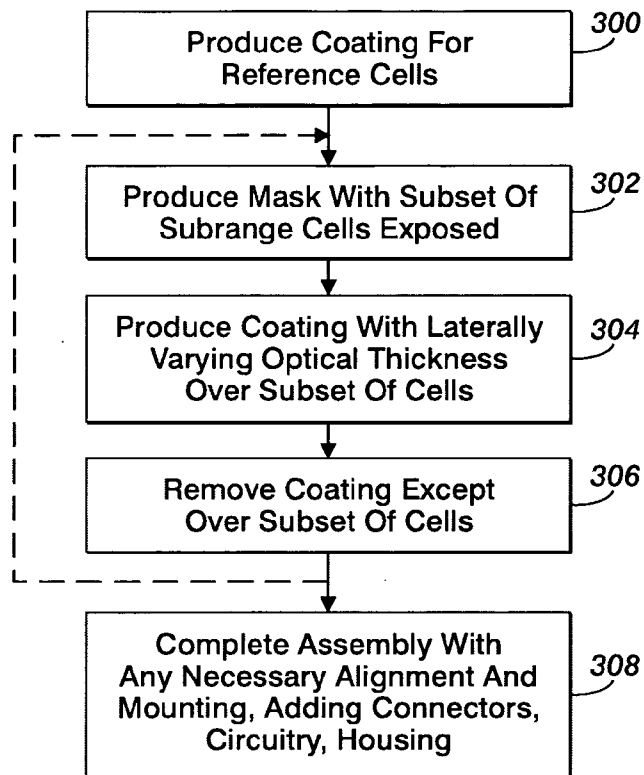 Produce Coating For
Reference Cells
300
Produce Mask With Subset Of
Subrange Cells Exposed
302
Produce Coating With Laterally
Varying Optical Thickness
Over Subset Of Cells
304
Remove Coating Except
Over Subset Of Cells
306
Complete Assembly With
Any Necessary Alignment And
Mounting, Adding Connectors,
Circuitry, Housing
308